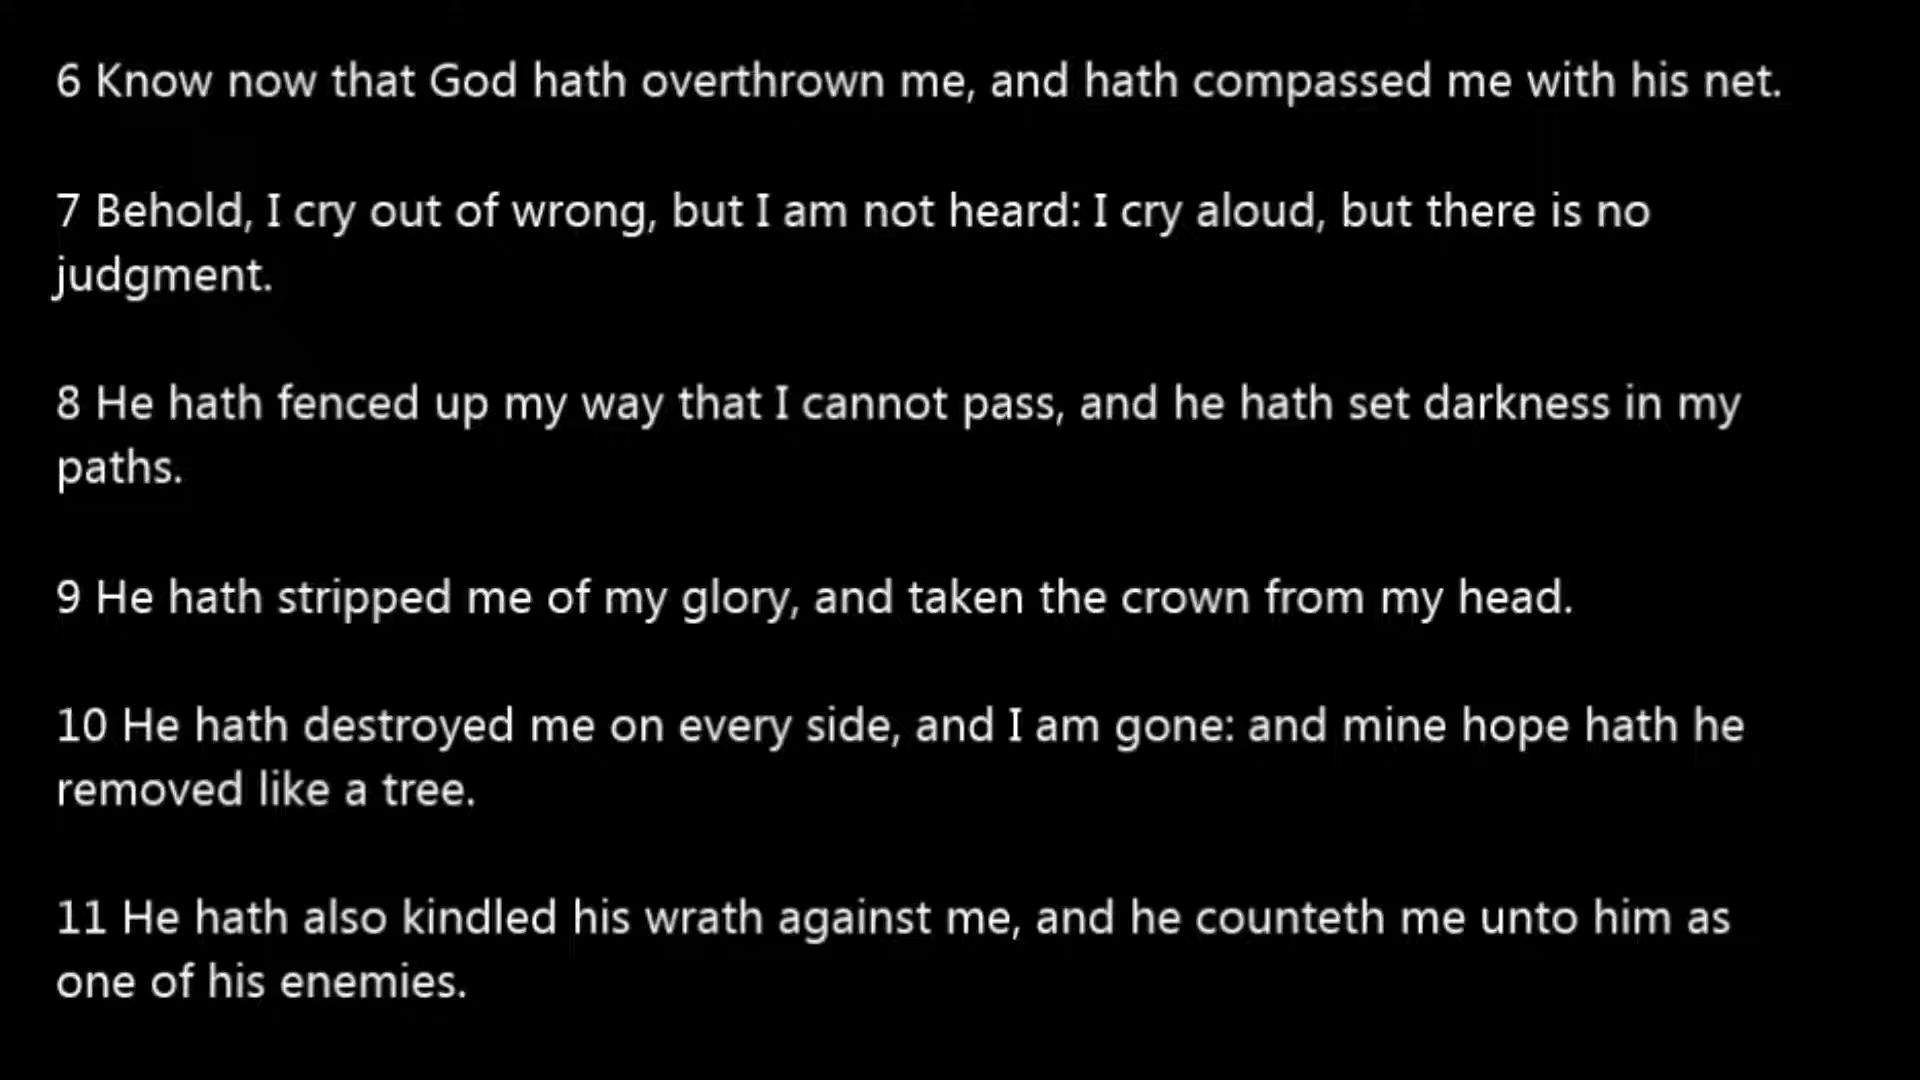 6 Know now that God hath overthrown me, and hath compassed me with his net.
7 Behold, I cry out of wrong, but I am not heard: I cry aloud, but there is no
judgment.
8 He hath fenced up my way that I cannot pass, and he hath set darkness in my
paths.
9 He hath stripped me of my glory, and taken the crown from my head.
10 He hath destroyed me on every side, and I am gone: and mine hope hath he
removed like a tree.
11 He hath also kindled his wrath against me, and he counteth me unto him as
one of his enemies.